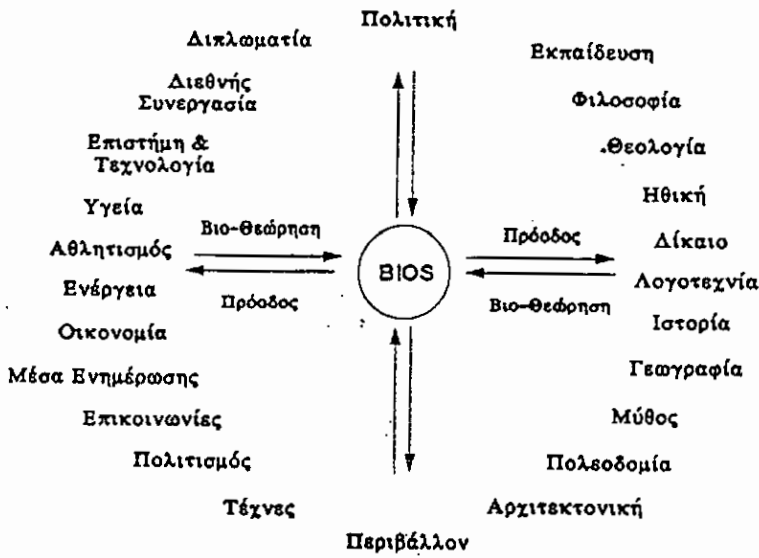 Πολιτική
Διπλωματία
Εκπαίδευση
Διεθνής
Συνεργασία
Φιλοσοφία
Επιστήμη &
Τεχνολογία
Θεολογία
Υγεία
Ηθική
Βιο-Θεώρηση
Πρόοδος
Αθλητισμός
Δίκαιο
BIOS
Ενέργεια
Λογοτεχνία
Πρόοδος
Βιο-Θεώρηση
Οικονομία
Ιστορία
Μέσα Ενημέρωσης
Γεωγραφία
Επικοινωνίες
Μύθος
Πολιτισμός
Πολεοδομία
Τέχνες
Αρχιτεκτονική
Περιβάλλον